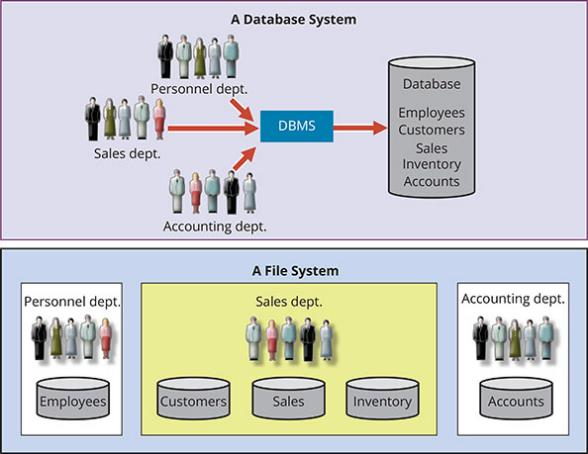 A Database System
Personnel dept.
Sales dept.
Accounting dept.
DBMS
Database
Employees
Customers
Sales
Inventory
Accounts
A File System
Personnel dept.
Employees
Sales dept.
Customers
Sales
Inventory
Accounting dept.
Accounts